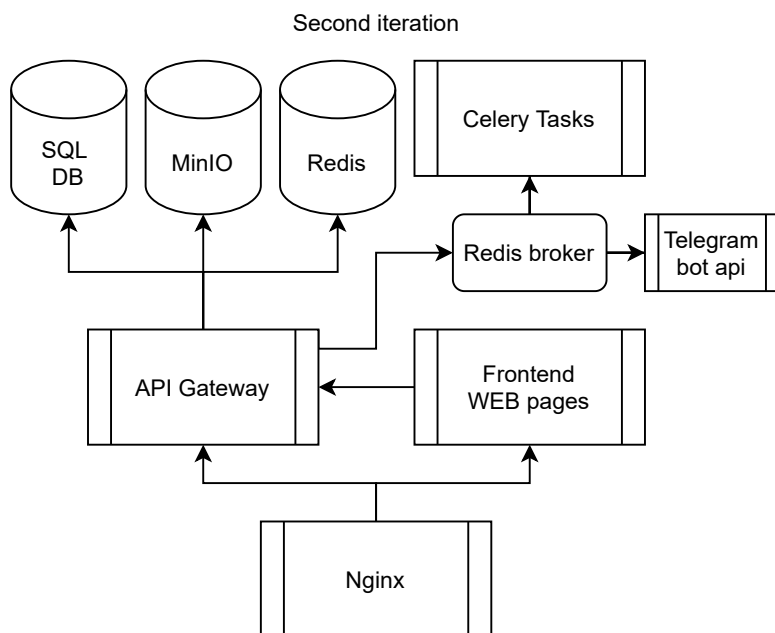 Second iteration
SQL
DB
MinIO
Redis
Celery Tasks
Redis broker
Telegram
bot api
API Gateway
Frontend
WEB pages
Nginx